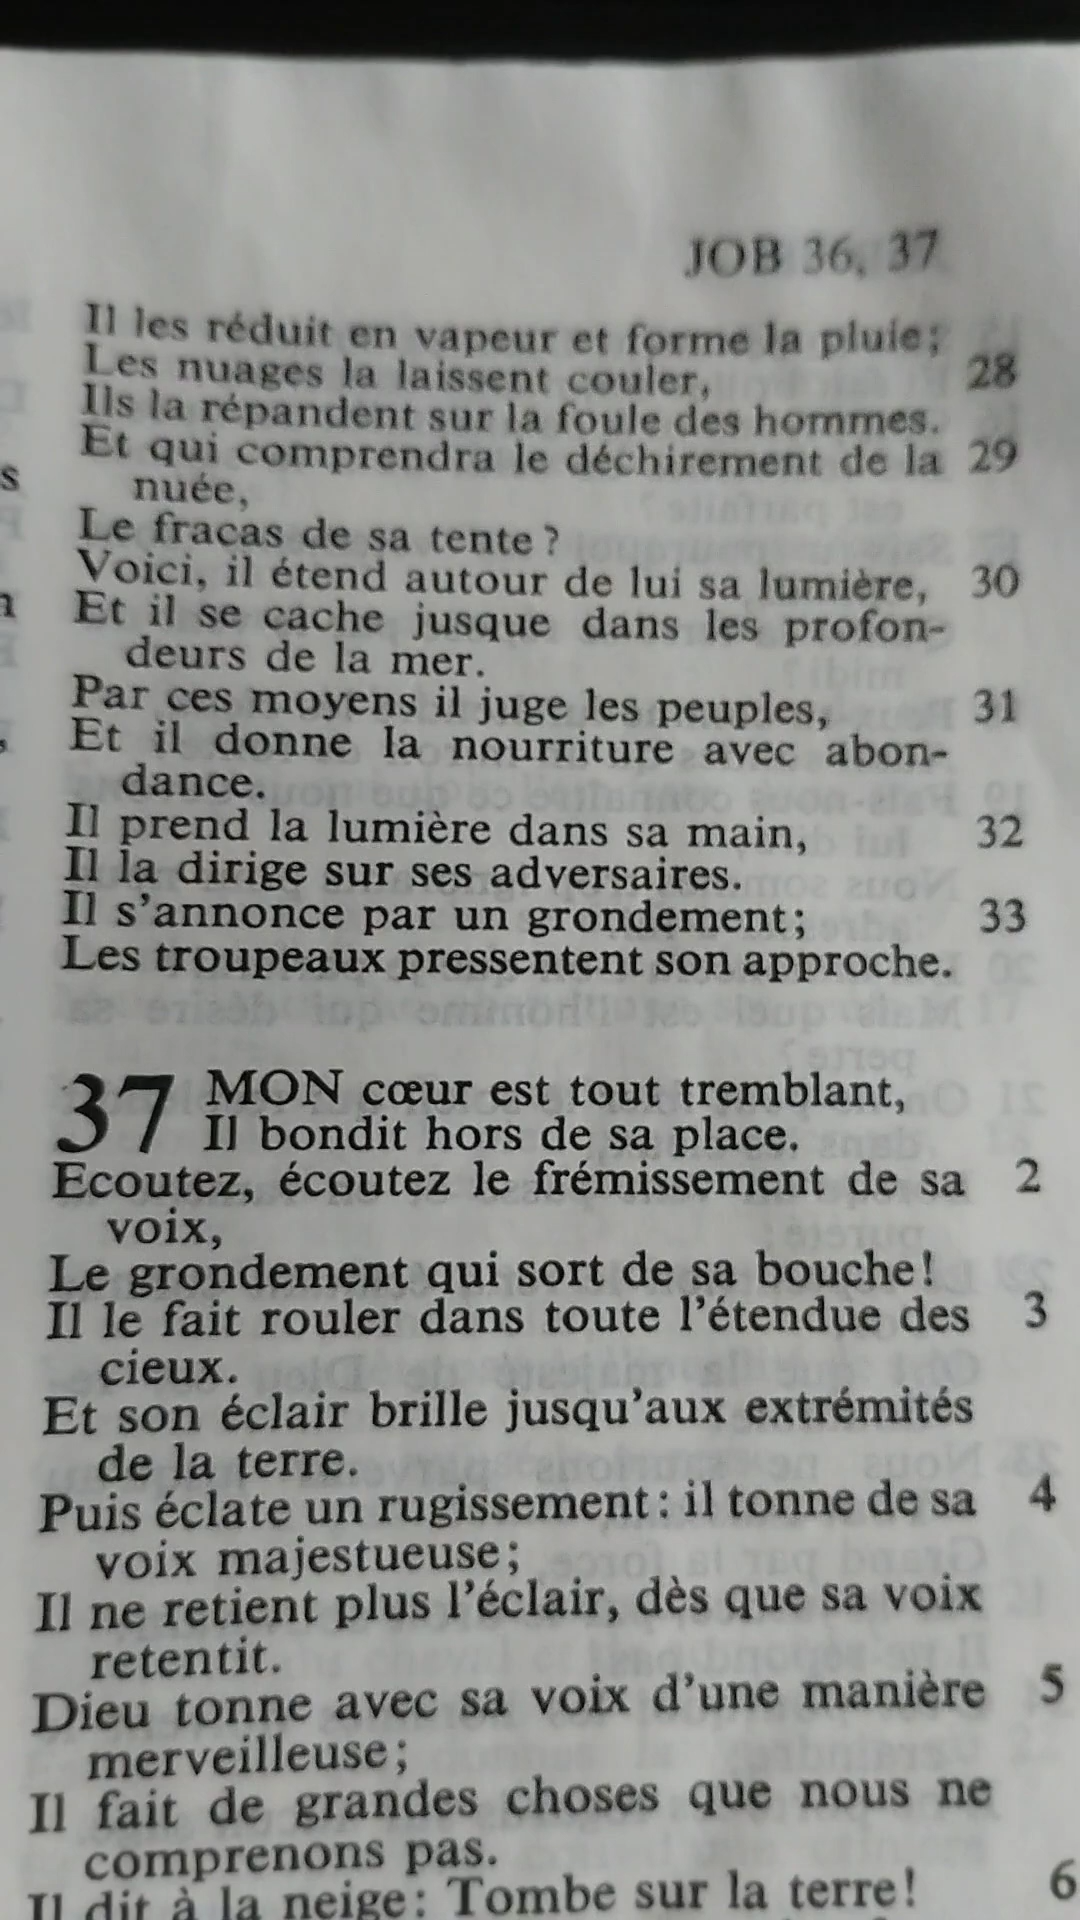 JOB 36, 37
Il les réduit en vapeur et forme la pluie;
Les nuages la laissent couler, 28
Ils la répandent sur la foule des hommes.
Et qui comprendra le déchirement de la 29
nuée,
Le fracas de sa tente ?
Voici, il étend autour de lui sa lumière, 30
Et il se cache jusque dans les profon-
deurs de la mer.
Par ces moyens il juge les peuples, 31
Et il donne la nourriture avec abon-
dance.
Il prend la lumière dans sa main, 32
Il la dirige sur ses adversaires.
Il s'annonce par un grondement; 33
Les troupeaux pressentent son approche.
37 MON cœur est tout tremblant,
Il bondit hors de sa place.
Ecoutez, écoutez le frémissement de sa 2
voix,
Le grondement qui sort de sa bouche!
Il le fait rouler dans toute l'étendue des 3
cieux.
Et son éclair brille jusqu'aux extrémités
de la terre.
Puis éclate un rugissement : il tonne de sa 4
voix majestueuse;
Il ne retient plus l'éclair, dès que sa voix
retentit.
Dieu tonne avec sa voix d'une manière 5
merveilleuse;
Il fait de grandes choses que nous ne
comprenons pas.
Il dit à la neige: Tombe sur la terre! 6